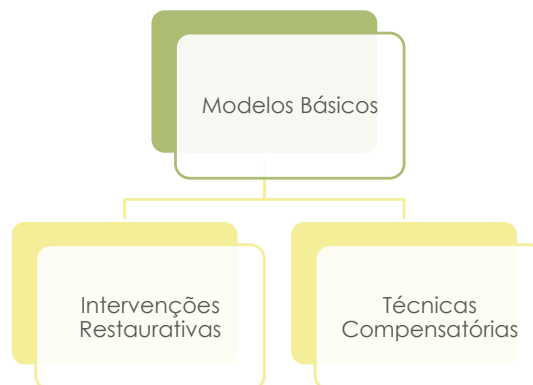 Modelos Básicos
Intervenções
Restaurativas
Técnicas
Compensatórias